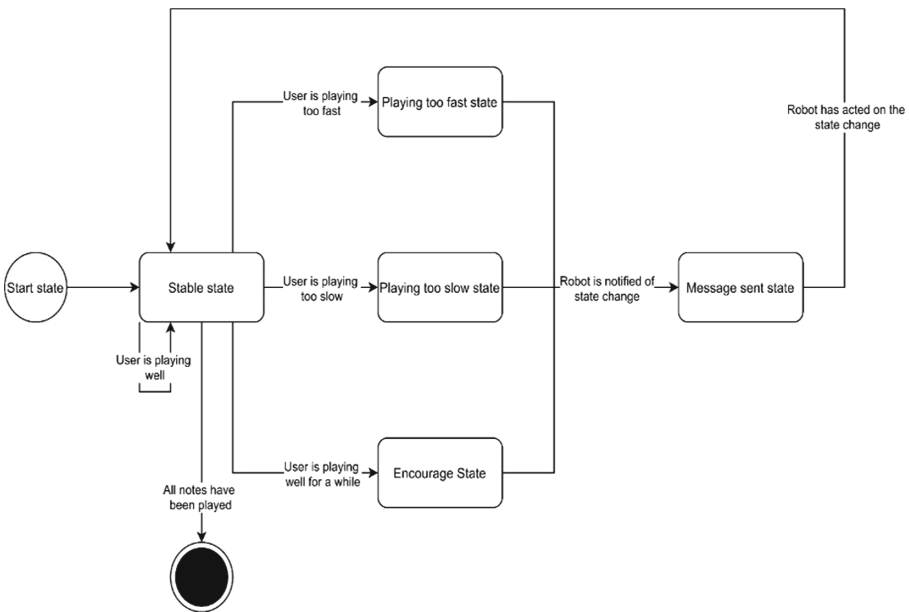 User is playing
too fast
Playing too fast state
Robot has acted on the
state change
Start state
Stable state
User is playing
too slow
Playing too slow state
Robot is notified of
state change
Message sent state
User is playing
well
User is playing
well for a while
Encourage State
All notes have
been played